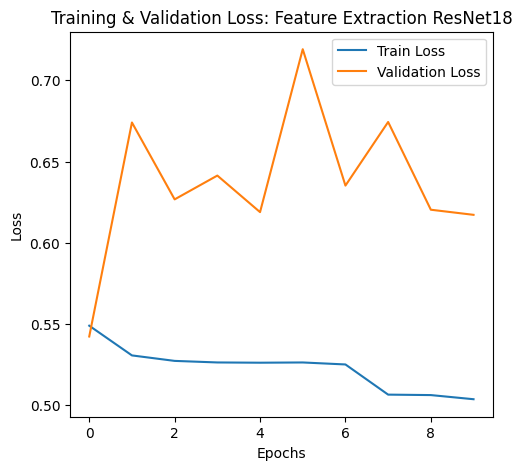 Training & Validation Loss: Feature Extraction ResNet18
Train Loss
Validation Loss
0.70
0.65
0.60
0.55
0.50
Loss
0 2 4 6 8
Epochs